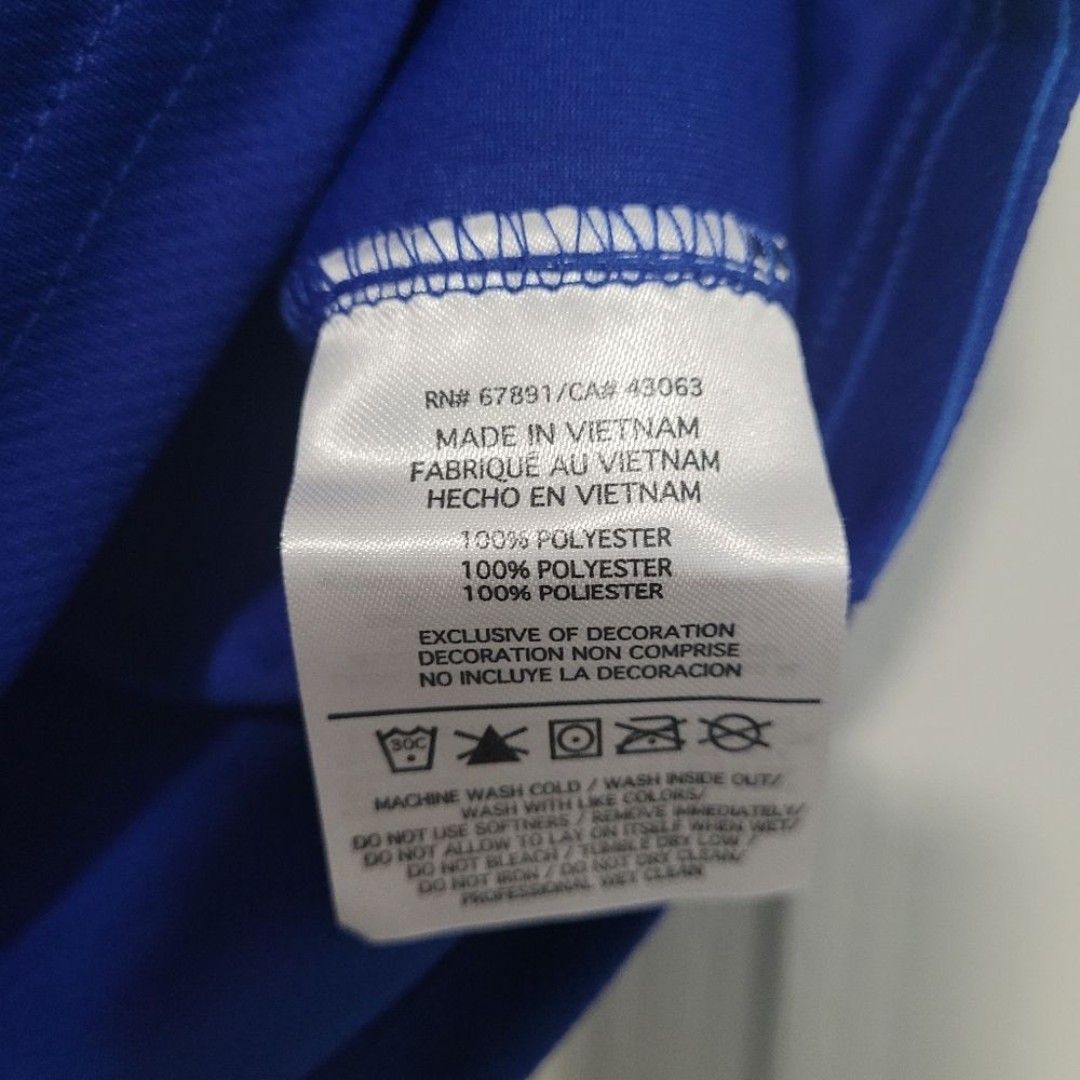 RN# 67891/CA# 43063
MADE IN VIETNAM
FABRIQUÉ AU VIETNAM
HECHO EN VIETNAM
100% POLYESTER
100% POLYESTER
100% POLIESTER
EXCLUSIVE OF DECORATION
DECORATION NON COMPRISE
NO INCLUYE LA DECORACION
30C
MACHINE WASH COLD / WASH INSIDE OUT/
WASH WITH LIKE COLORS/
DO NOT USE SOFTNERS / REMOVE IMMEDIATELY/
DO NOT ALLOW TO LAY ON ITSELF WHEN WET/
DO NOT BLEACH / TUMBLE DRY LOW /
DO NOT IRON / DO NOT DRY CLEAN/
PROFESSIONAL WET CLEAN